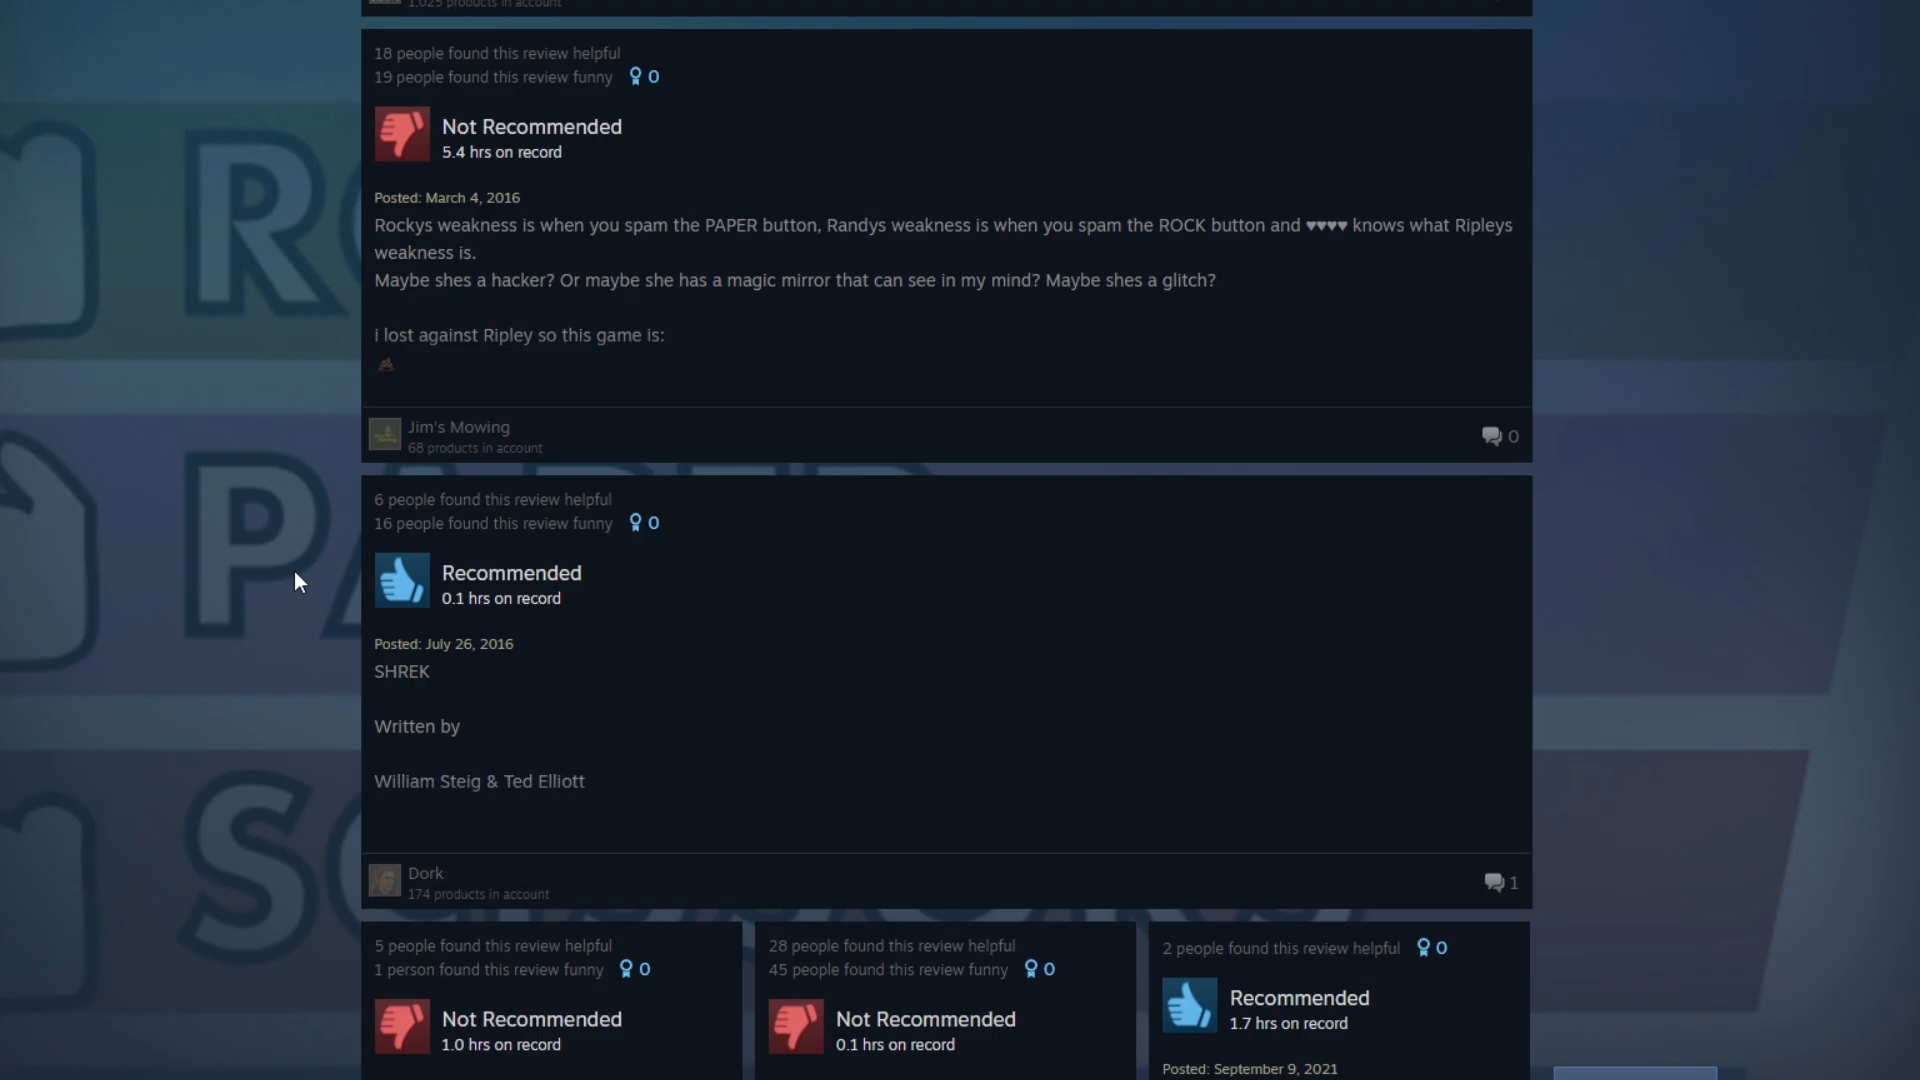 1,025 products in account
18 people found this review helpful
19 people found this review funny 0
Not Recommended
5.4 hrs on record
Posted: March 4, 2016
Rockys weakness is when you spam the PAPER button, Randys weakness is when you spam the ROCK button and ♥♥♥♥ knows what Ripleys
weakness is.
Maybe shes a hacker? Or maybe she has a magic mirror that can see in my mind? Maybe shes a glitch?
i lost against Ripley so this game is:
Jim's Mowing
68 products in account
0
6 people found this review helpful
16 people found this review funny 0
Recommended
0.1 hrs on record
Posted: July 26, 2016
SHREK
Written by
William Steig & Ted Elliott
Dork
174 products in account
1
5 people found this review helpful
1 person found this review funny 0
Not Recommended
1.0 hrs on record
28 people found this review helpful
45 people found this review funny 0
Not Recommended
0.1 hrs on record
2 people found this review helpful 0
Recommended
1.7 hrs on record
Posted: September 9, 2021